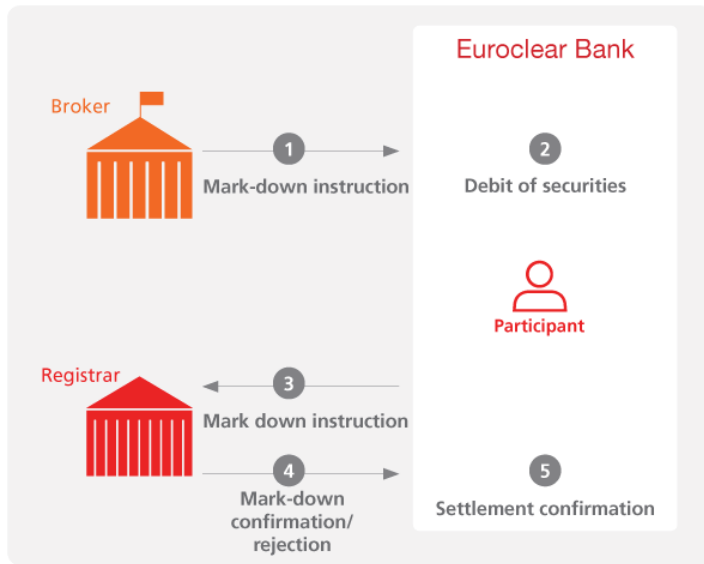 Euroclear Bank
Broker
1
2
Mark-down instruction
Debit of securities
Participant
Registrar
3
Mark down instruction
4
5
Mark-down
confirmation/
rejection
Settlement confirmation